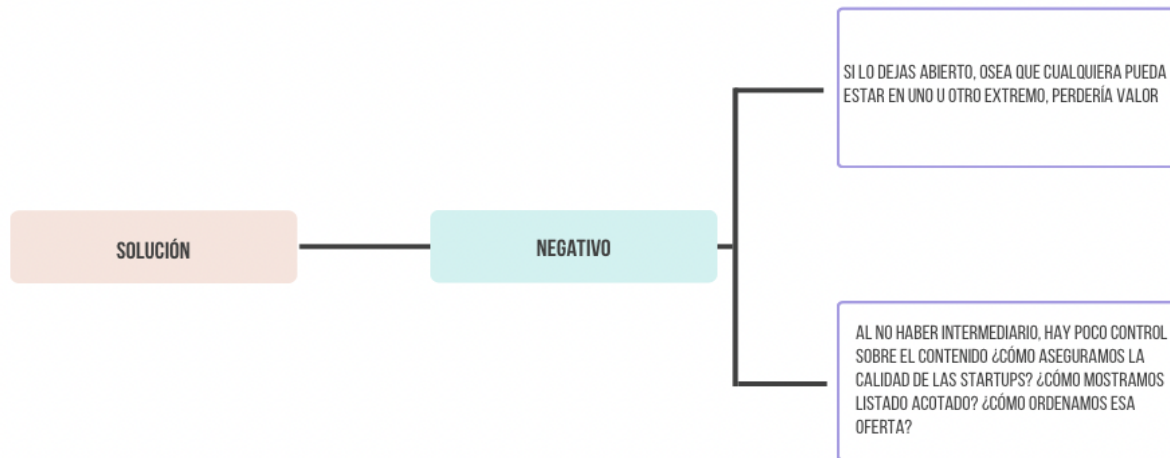 SI LO DEJAS ABIERTO, OSEA QUE CUALQUIERA PUEDA
ESTAR EN UNO U OTRO EXTREMO, PERDERÍA VALOR
SOLUCIÓN
NEGATIVO
AL NO HABER INTERMEDIARIO, HAY POCO CONTROL
SOBRE EL CONTENIDO ¿CÓMO ASEGURAMOS LA
CALIDAD DE LAS STARTUPS? ¿CÓMO MOSTRAMOS
LISTADO ACOTADO? ¿CÓMO ORDENAMOS ESA
OFERTA?